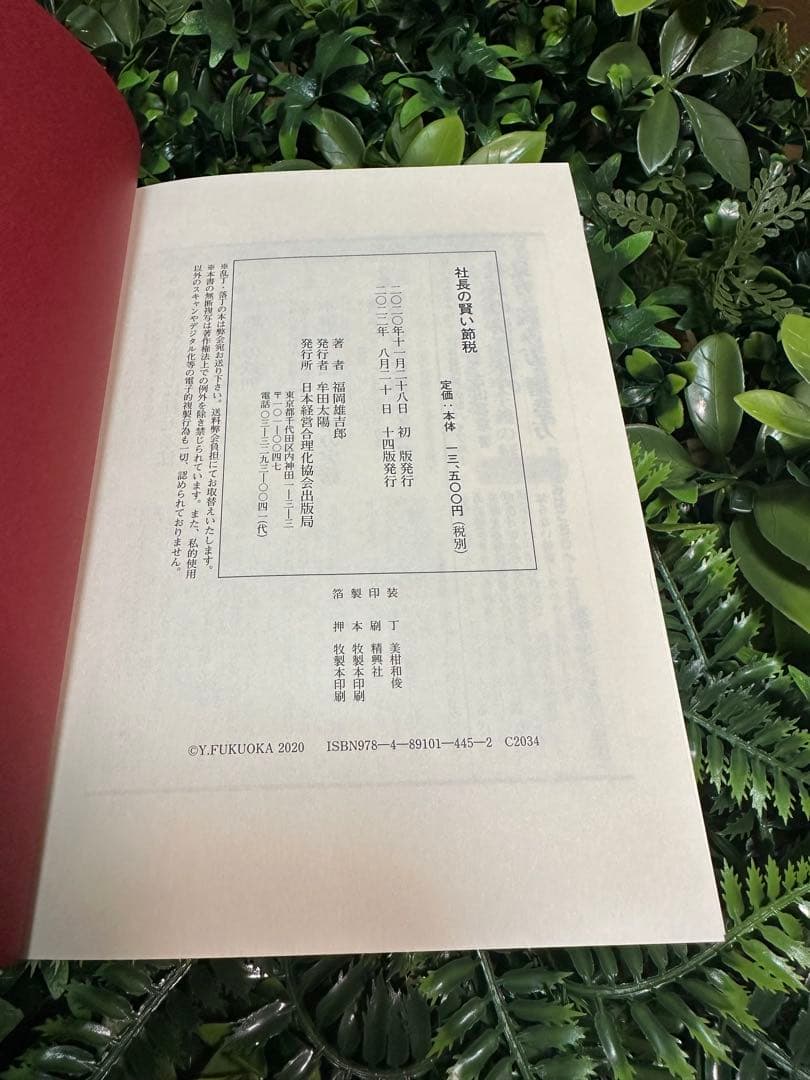 社長の賢い節税
定価:本体 一三、五〇〇円(税別)
二〇二〇年十一月二十八日 初 版発行
二〇二二年 八月二十 日 十四版発行
著 者 福岡雄吉郎
発行者 牟田太陽
発行所 日本経営合理化協会出版局
東京都千代田区内神田一―三―三
〒一〇一―〇〇四七
電話〇三―三二九三―〇〇四一(代)
※乱丁・落丁の本は弊会宛お送り下さい。送料弊会負担にてお取替えいたします。
※本書の無断複写は著作権法上での例外を除き禁じられています。また、私的使用
以外のスキャンやデジタル化等の電子的複製行為も一切、認められておりません。
装 丁 美柑和俊
印 刷 精興社
製 本 牧製本印刷
箔 押 牧製本印刷
©Y.FUKUOKA 2020 ISBN978―4―89101―445―2 C2034